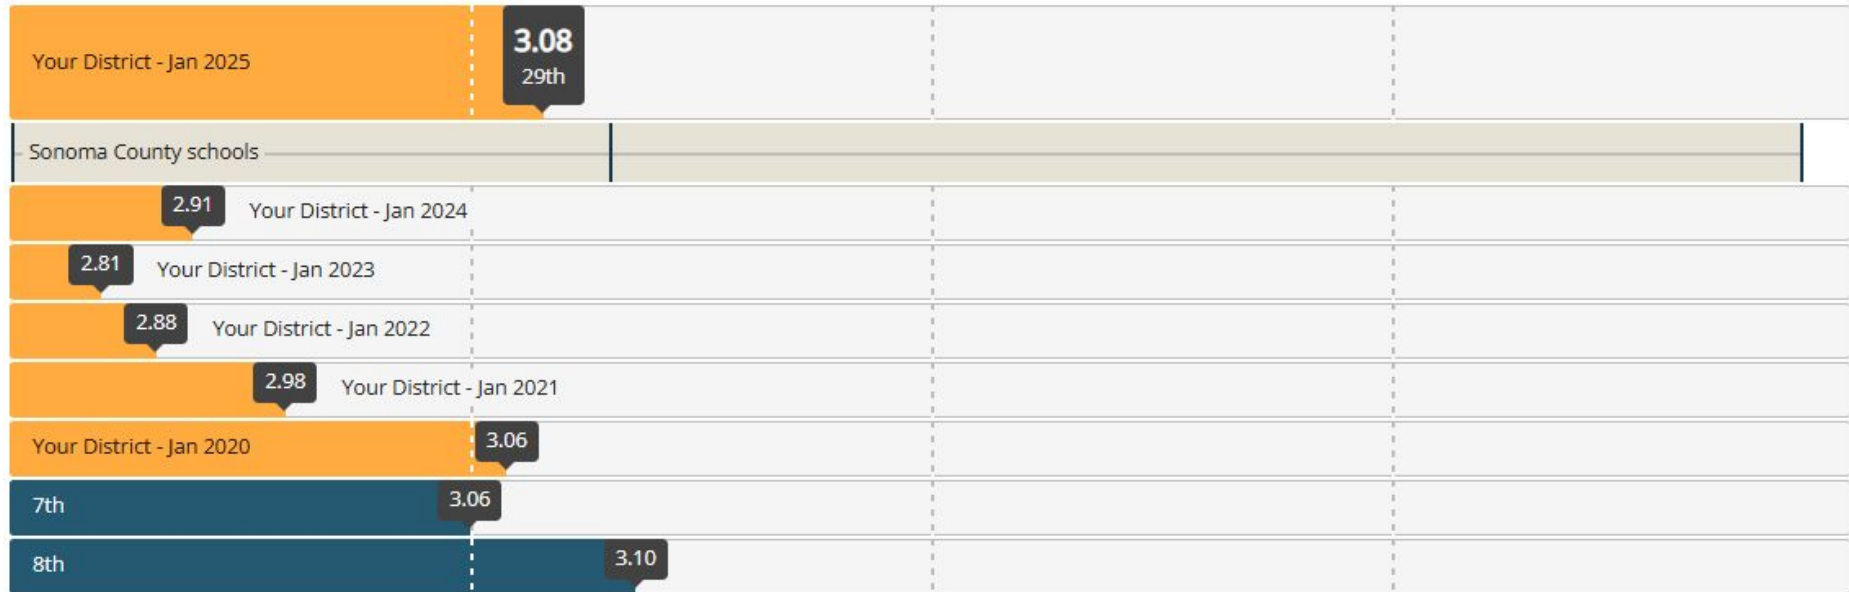 Your District - Jan 2025
3.08
29th
Sonoma County schools
2.91
Your District - Jan 2024
2.81
Your District - Jan 2023
2.88
Your District - Jan 2022
2.98
Your District - Jan 2021
Your District - Jan 2020
3.06
7th
3.06
8th
3.10